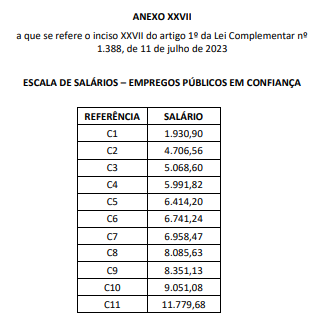 ANEXO XXVII
a que se refere o inciso XXVII do artigo 1º da Lei Complementar nº
1.388, de 11 de julho de 2023
ESCALA DE SALÁRIOS – EMPREGOS PÚBLICOS EM CONFIANÇA
REFERÊNCIA SALÁRIO
C1 1.930,90
C2 4.706,56
C3 5.068,60
C4 5.991,82
C5 6.414,20
C6 6.741,24
C7 6.958,47
C8 8.085,63
C9 8.351,13
C10 9.051,08
C11 11.779,68